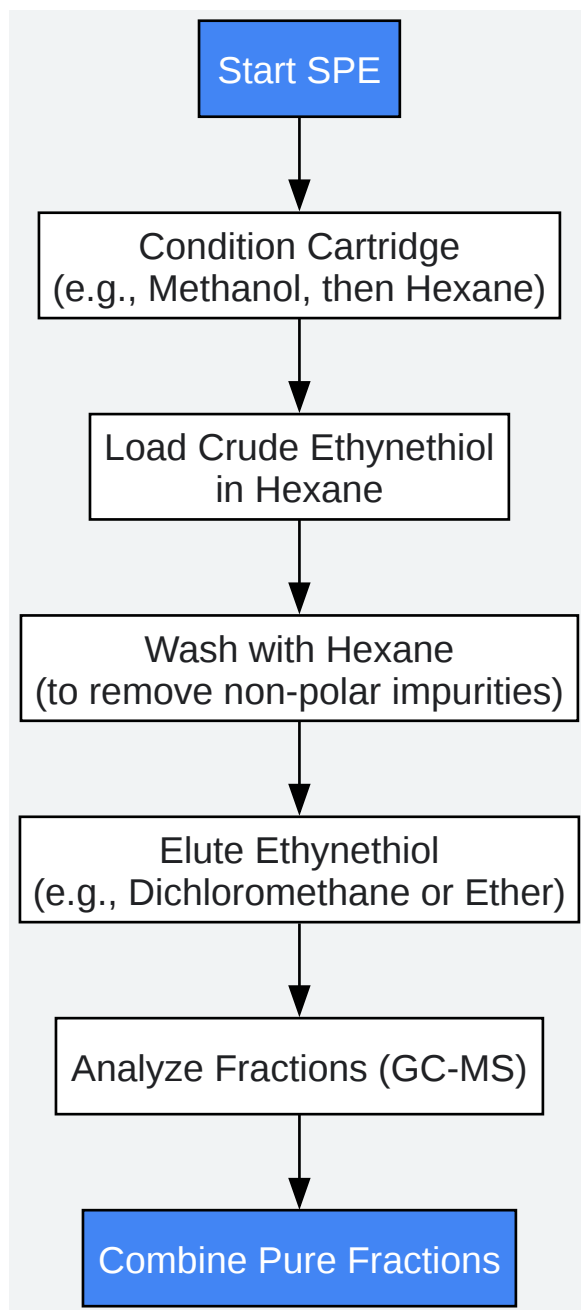 Start SPE
Condition Cartridge
(e.g., Methanol, then Hexane)
Load Crude Ethynethiol
in Hexane
Wash with Hexane
(to remove non-polar impurities)
Elute Ethynethiol
(e.g., Dichloromethane or Ether)
Analyze Fractions (GC-MS)
Combine Pure Fractions